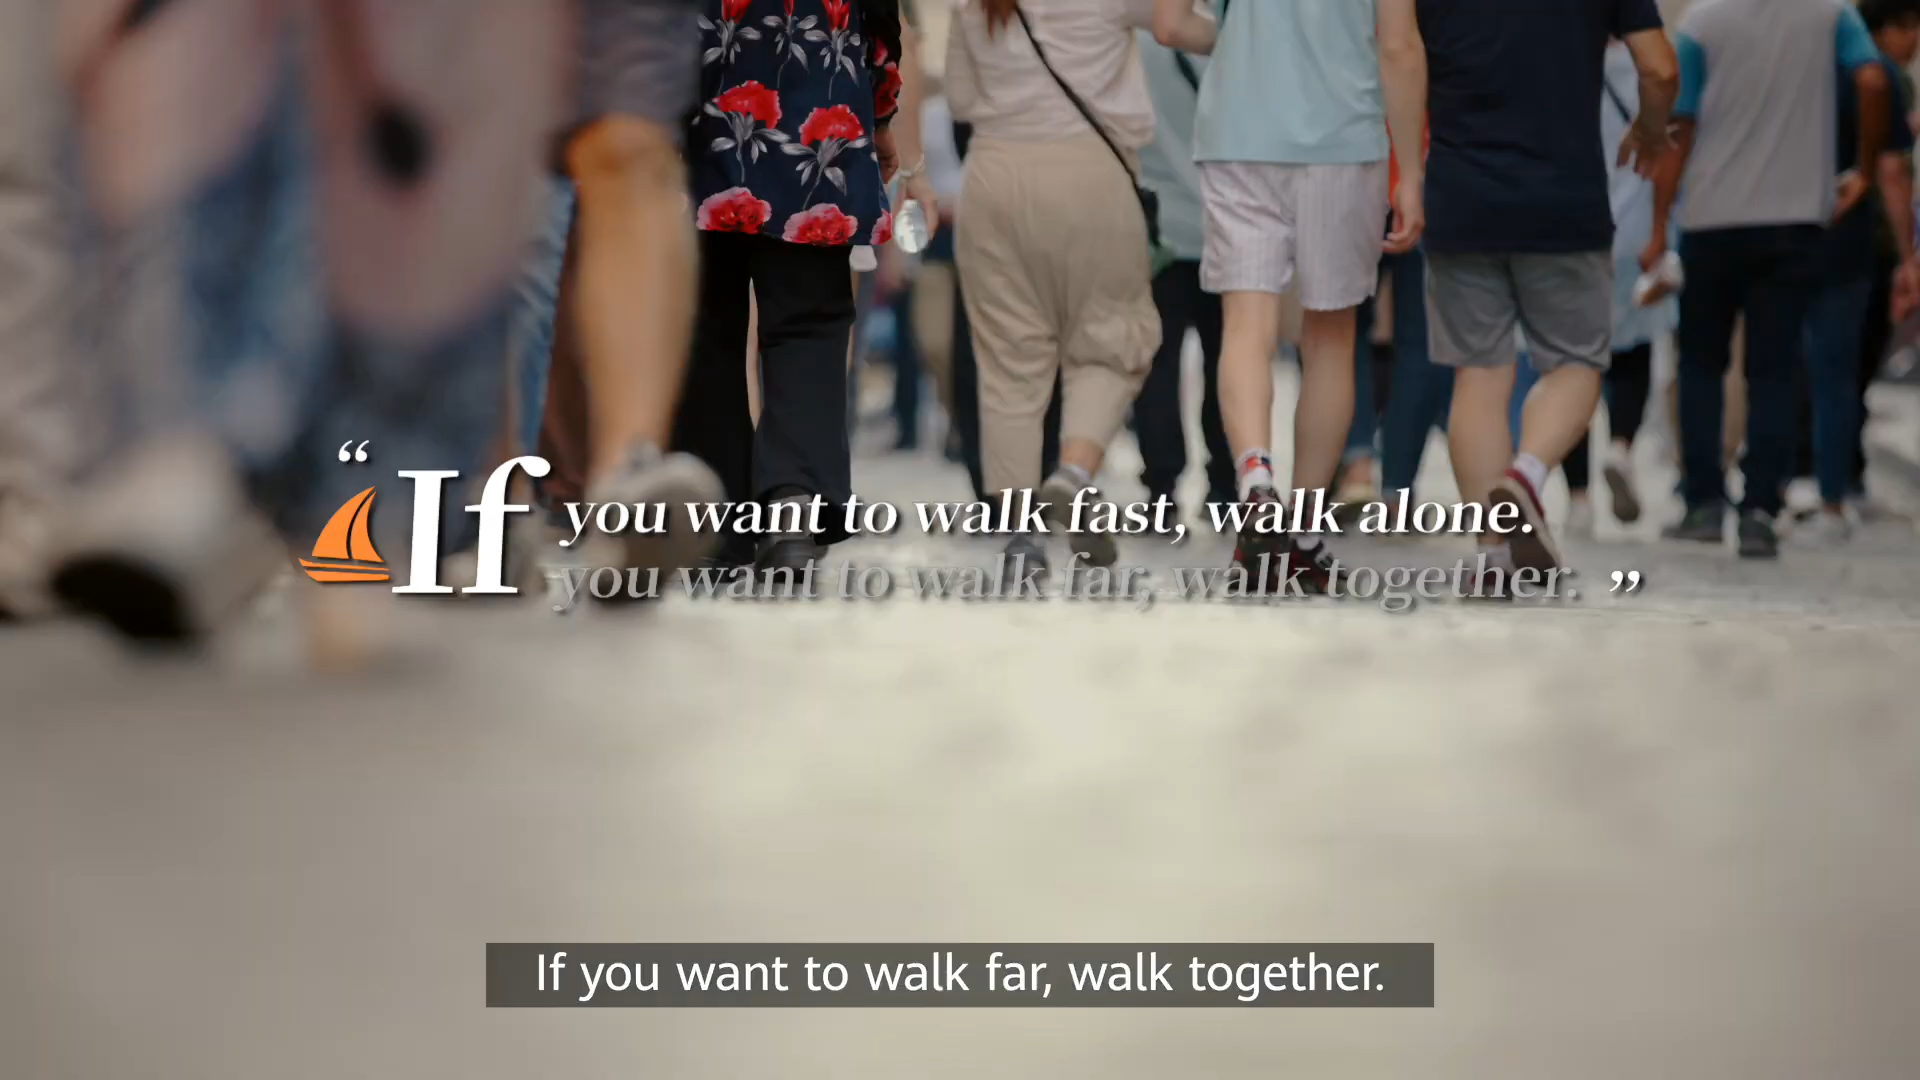 “If you want to walk fast, walk alone.
you want to walk far, walk together.”
If you want to walk far, walk together.